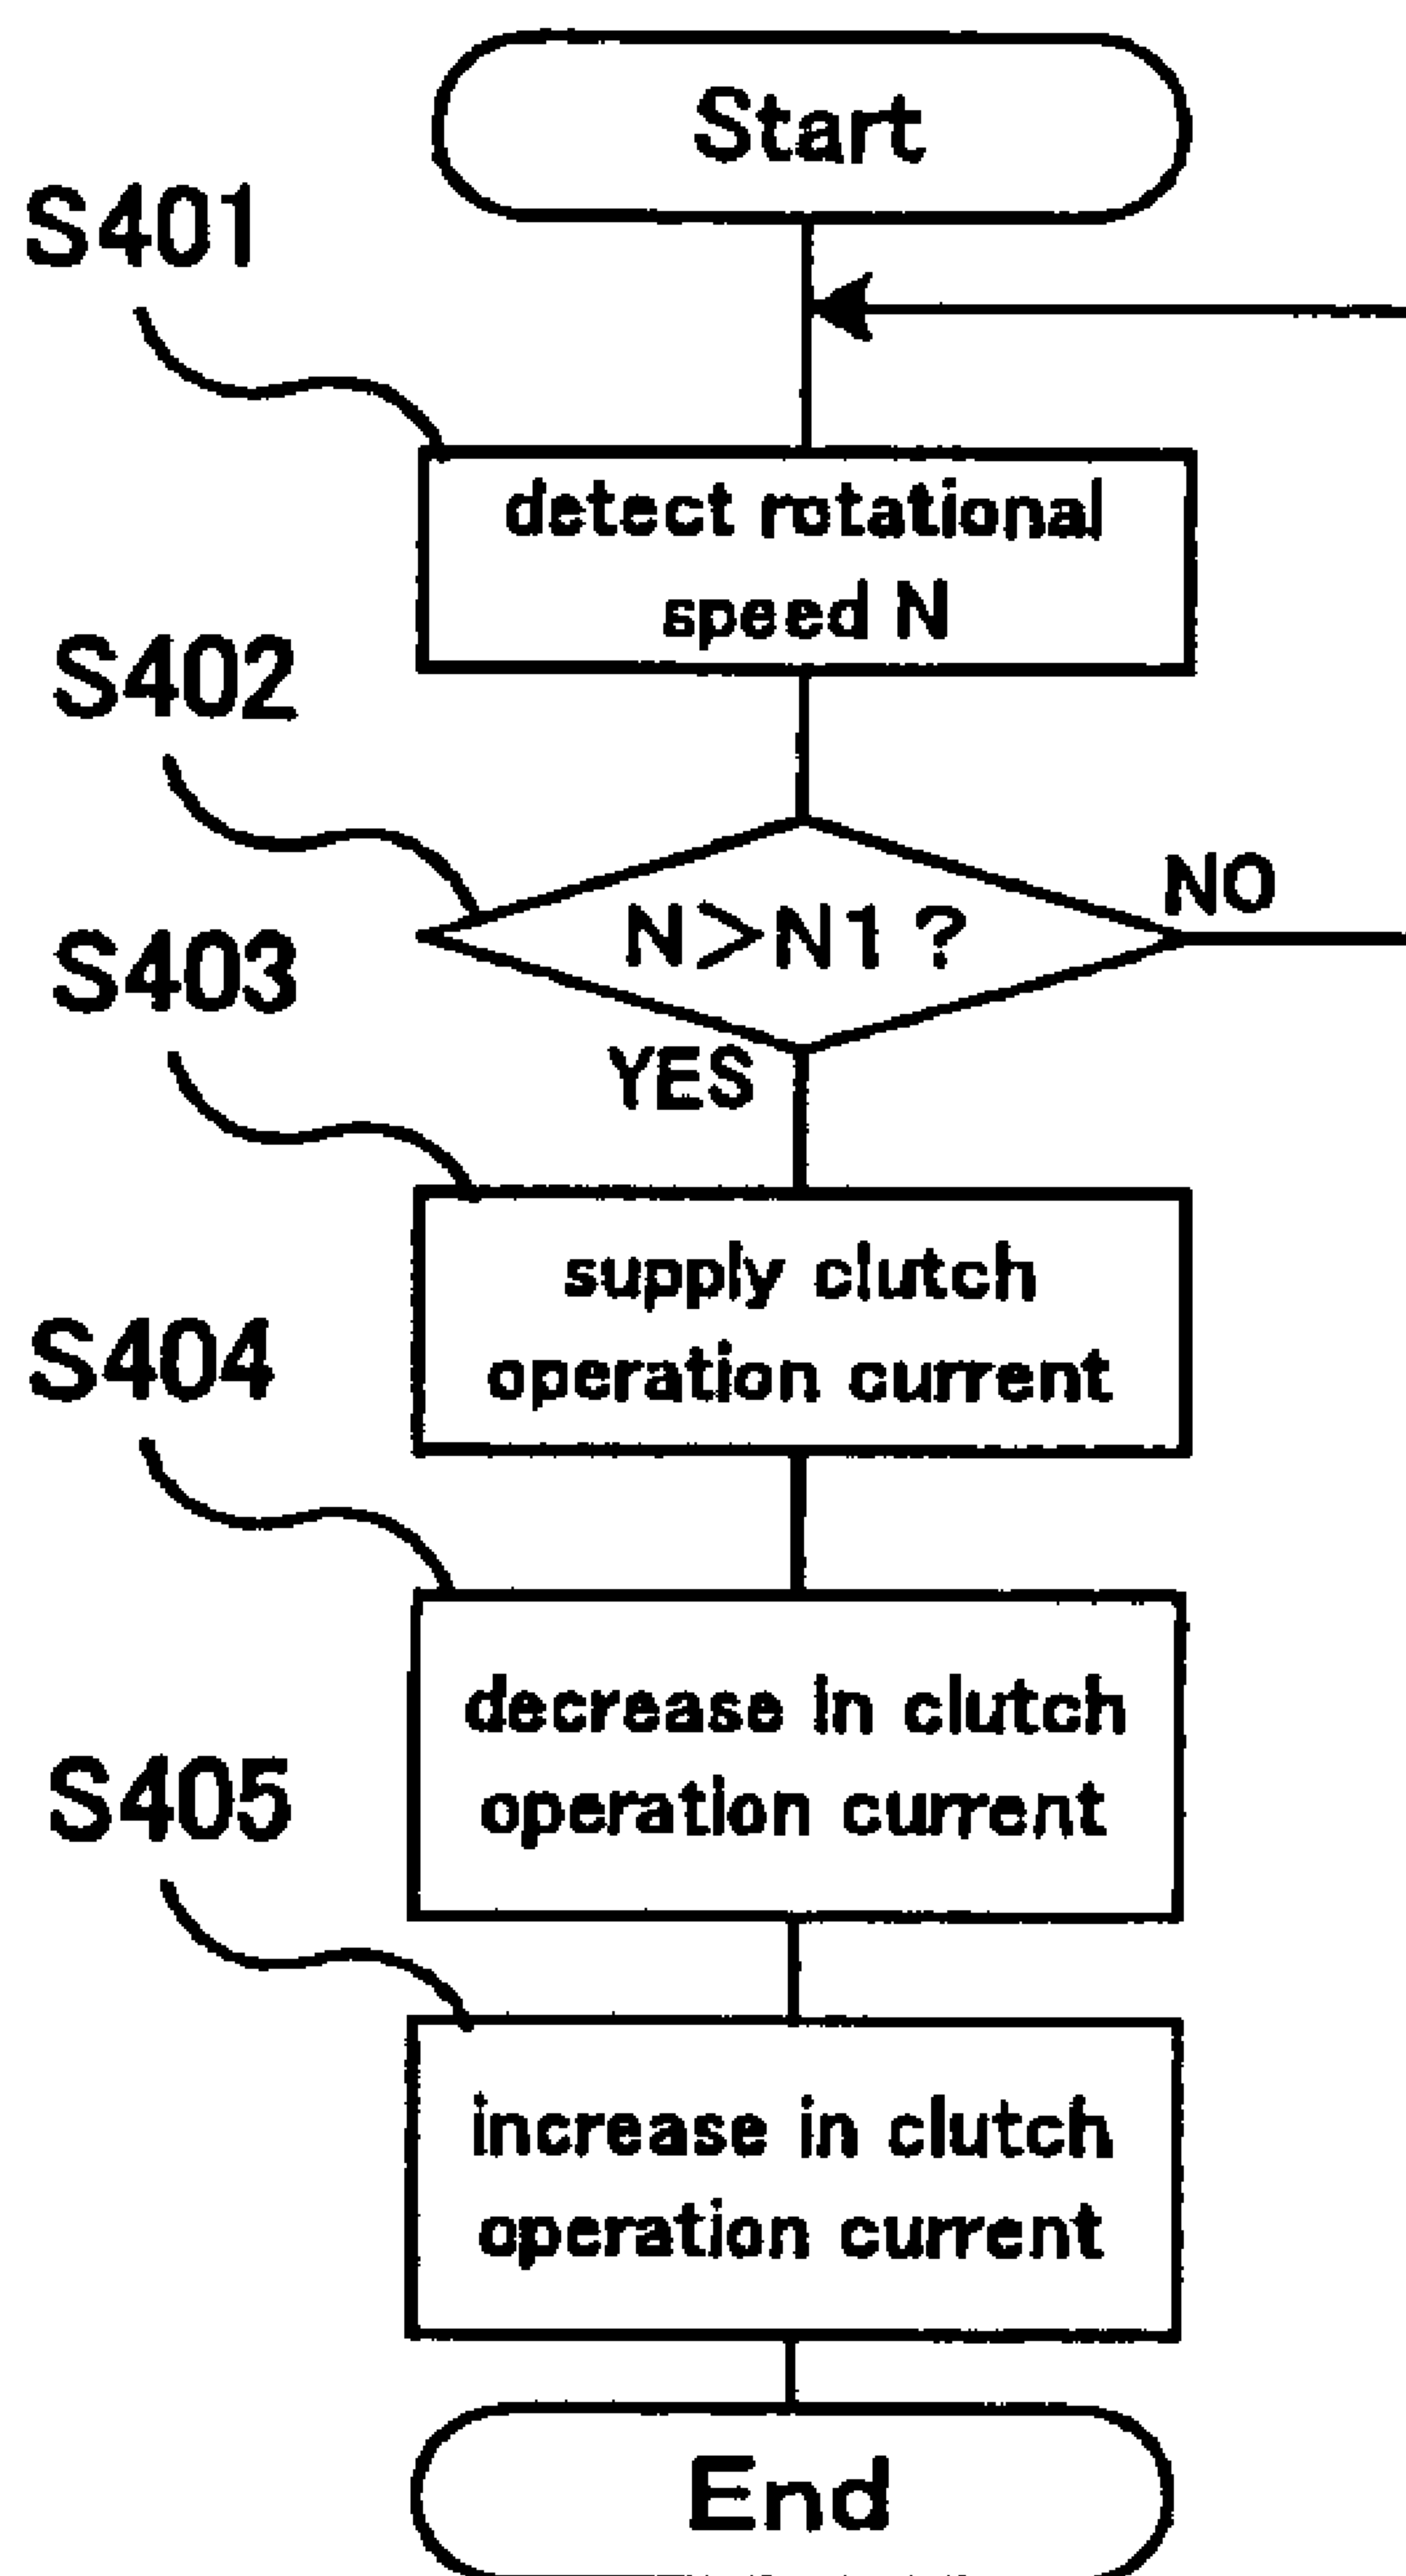 Start
S401
detect rotational
speed N
S402
N>N1?
NO
S403
YES
supply clutch
operation current
S404
decrease in clutch
operation current
S405
increase in clutch
operation current
End